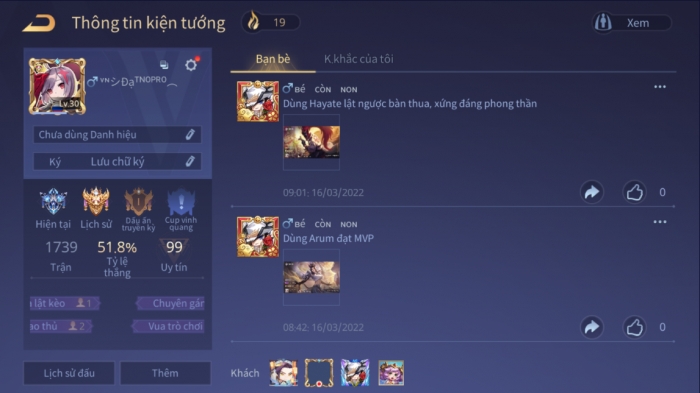 Thông tin kiện tướng
19
Xem
Bạn bè
K.khắc của tôi
Lv.30
♂ ᵛᴺシĐạᵀᴺᴼᴾᴿᴼ︵
Chưa dùng Danh hiệu
Ký Lưu chữ ký
Hiện tại
Lịch sử
Dấu ấn truyền kỳ
Cup vinh quang
1739
51.8%
99
Trận
Tỷ lệ thắng
Uy tín
lật kèo 1
Chuyên gá
ao thủ 2
Vua trò chơi
Lịch sử đấu
Thêm
♂ Bé CÒN NON
Dùng Hayate lật ngược bàn thua, xứng đáng phong thần
09:01: 16/03/2022
0
♂ Bé CÒN NON
Dùng Arum đạt MVP
08:42: 16/03/2022
0
Khách